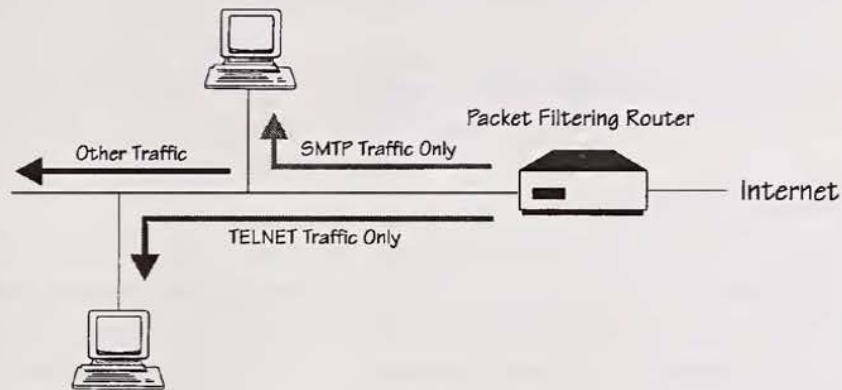 Packet Filtering Router
Other Traffic
SMTP Traffic Only
Internet
TELNET Traffic Only